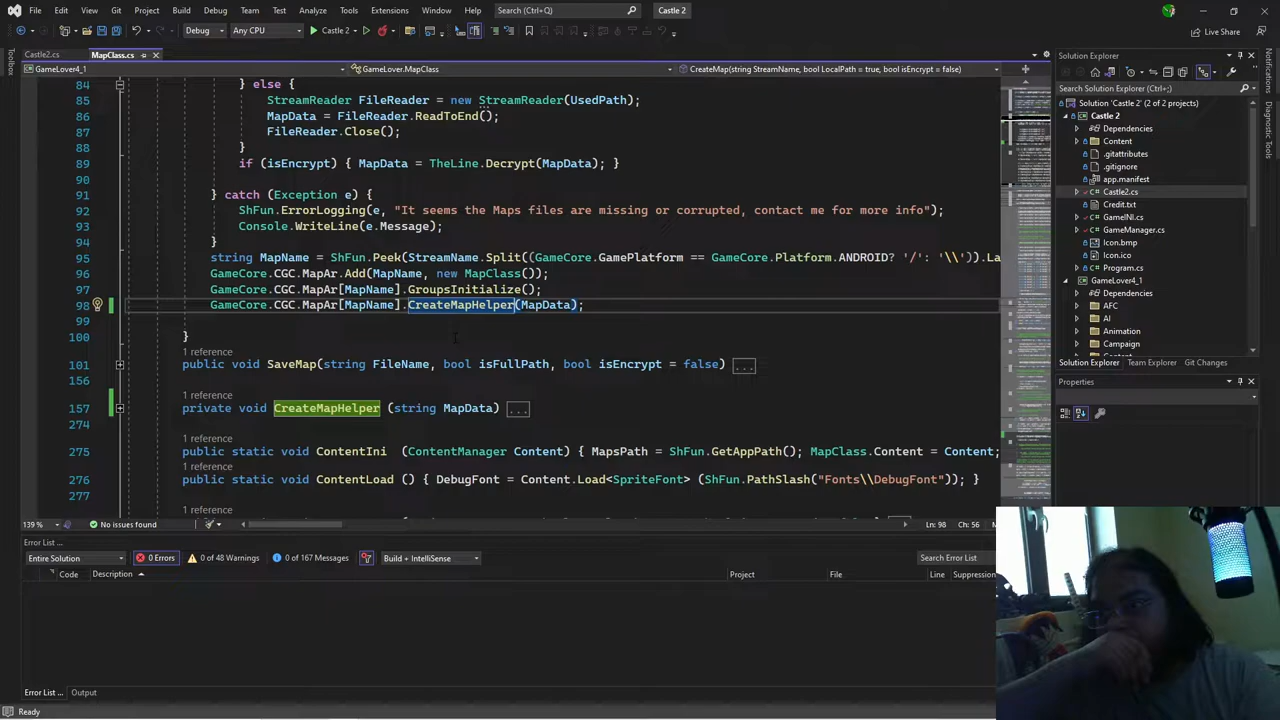 File Edit View Git Project Build Debug Test Analyze Tools Extensions Window Help Search (Ctrl+Q) Castle 2
Debug Any CPU Castle 2 Live Share
Castle2.cs MapClass.cs
GameLover4_1 GameLover.MapClass CreateMap(string StreamName, bool LocalPath = true, bool isEncrypt = false)
84 } else {
85 StreamReader FileReader = new StreamReader(UsedPath);
86 MapData = FileReader.ReadToEnd();
87 FileReader.Close();
88 }
89 if (isEncrypt) { MapData = TheLine.Decrypt(MapData); }
90
91 } catch (Exception e) {
92 "It seems the Maps files are missing or corrupted, contact me for more info");
93 Console.WriteLine(e.Message);
94 }
95 string MapName = ShFun.Peek(StreamName.Split((GameCore.GamePlatform == GameCore.Platform.ANDROID? '/': '\\')).La
96 (MapName, new MapClass());
97 [MapName].GroupsInitialize();
98 [MapName].CreateMapHelper(MapData);
99
100 }
1 reference
101 public void SaveMap(string FileName, bool isFullPath, bool isEncrypt = false) ...
156
1 reference
157 private void CreateMapHelper (string MapData) ...
274
1 reference
275 public static void ContentIni (ContentManager Content) { MapsPath = ShFun.GetAppPath(); MapClass.Content = Content;
1 reference
276 public static void ContentLoad () { DebugFont = Content.Load<SpriteFont> (ShFun.PathSlash("Fonts\\DebugFont")); }
277
1 reference
139 % No issues found Ln: 98 Ch: 56
Error List
Entire Solution 0 Errors 0 of 48 Warnings 0 of 167 Messages Build + IntelliSense Search Error List
Code Description Project File Line Suppression
Error List ... Output
Ready
Toolbox
Solution Explorer
Search Solution Explorer (Ctrl+;)
Solution 'Castle 2' (2 of 2 projects)
Castle 2
Dependencies
Content
.gitattributes
.gitignore
app.manifest
Castle2.cs
Credit.txt
GameINI.cs
GameManager.cs
Icon.bmp
Icon.ico
Program.cs
GameLover4_1
Dependencies
AI
Animation
Campaign
Solution Explorer Team Explorer Git Changes
Properties
Notifications
Diagnostic Tools